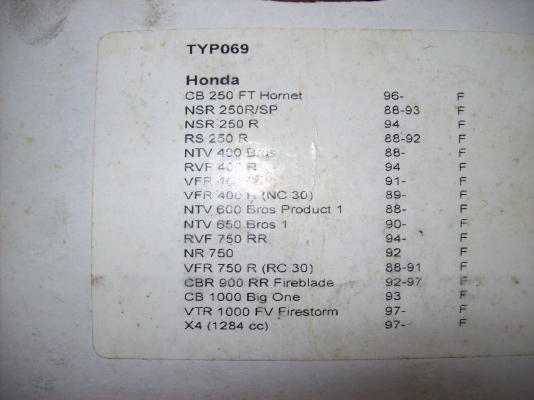 TYP069
Honda
CB 250 FT Hornet 96- F
NSR 250R/SP 88-93 F
NSR 250 R 94 F
RS 250 R 88-92 F
NTV 400 Bros 88- F
RVF 400 R 94 F
VFR 91- F
VFR 400 R (NC 30) 89- F
NTV 600 Bros Product 1 88- F
NTV 650 Bros 1 90- F
RVF 750 RR 94- F
NR 750 92 F
VFR 750 R (RC 30) 88-91 F
CBR 900 RR Fireblade 92-97 F
CB 1000 Big One 93 F
VTR 1000 FV Firestorm 97- F
X4 (1284 cc) 97- F